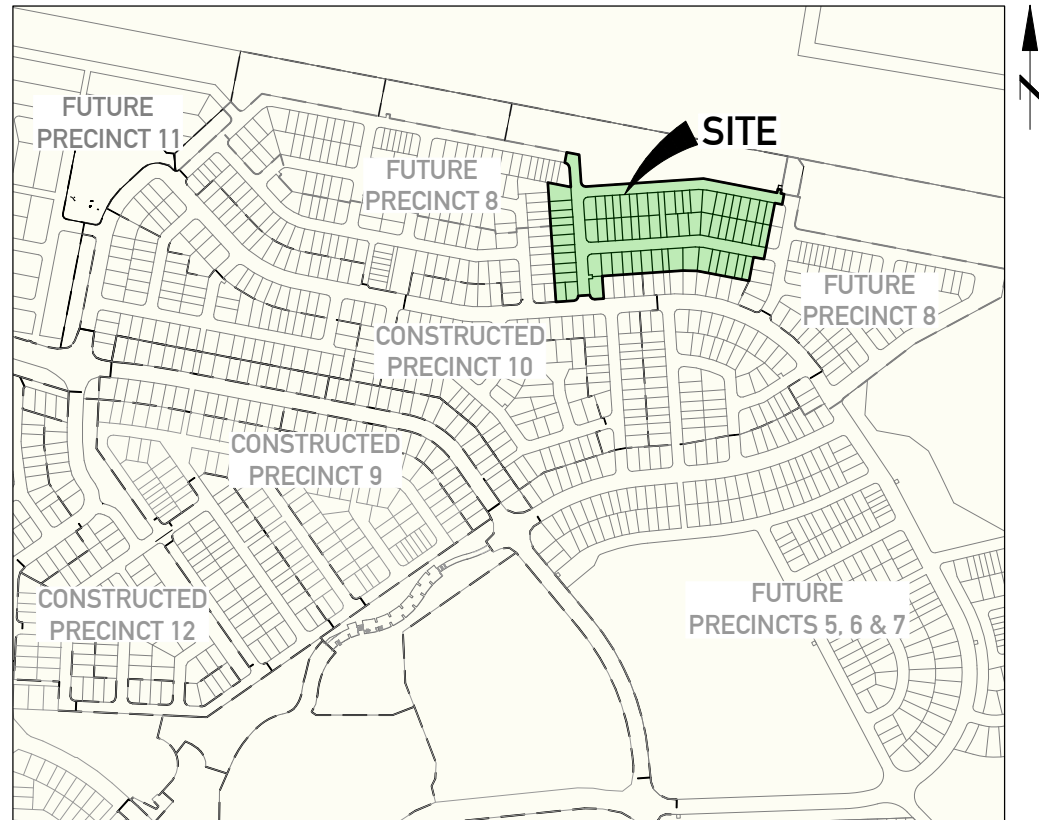 FUTURE
PRECINCT 11
SITE
FUTURE
PRECINCT 8
FUTURE
PRECINCT 8
CONSTRUCTED
PRECINCT 10
CONSTRUCTED
PRECINCT 9
CONSTRUCTED
PRECINCT 12
FUTURE
PRECINCTS 5, 6 & 7
N